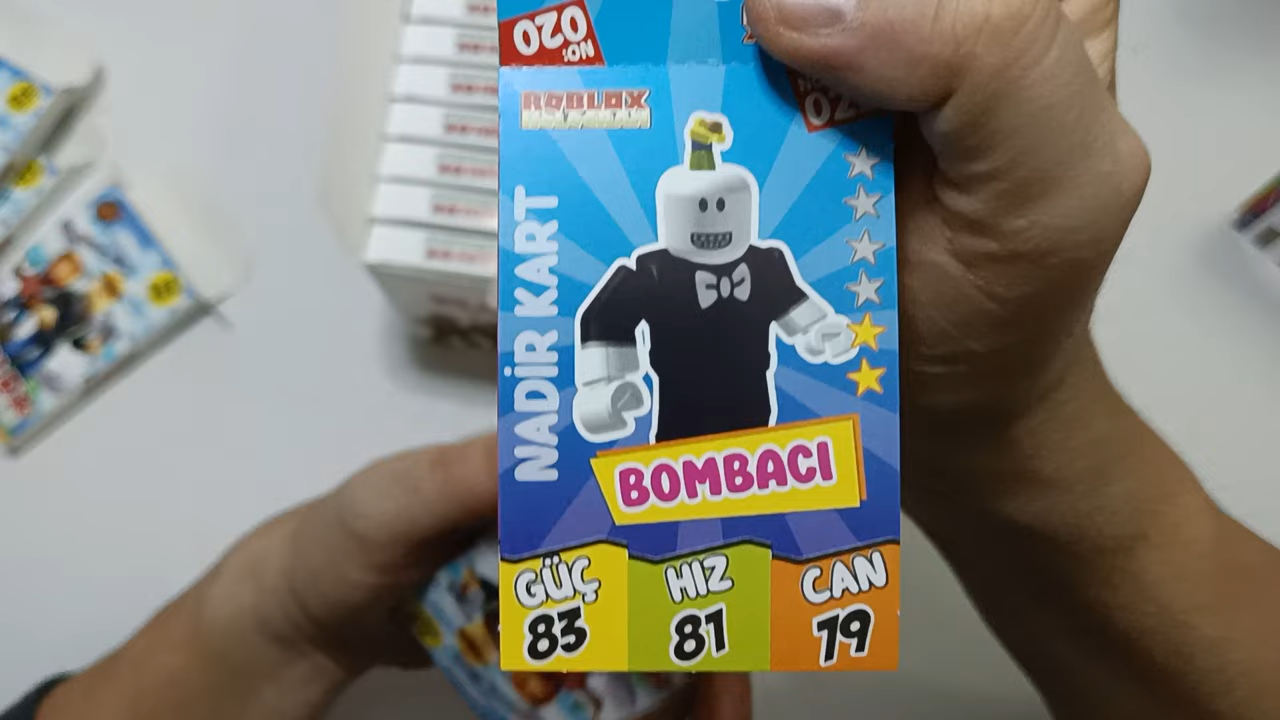 NO:
020
ROBLOX
NADİR KART
BOMBACI
GÜÇ
HIZ
CAN
83
81
79